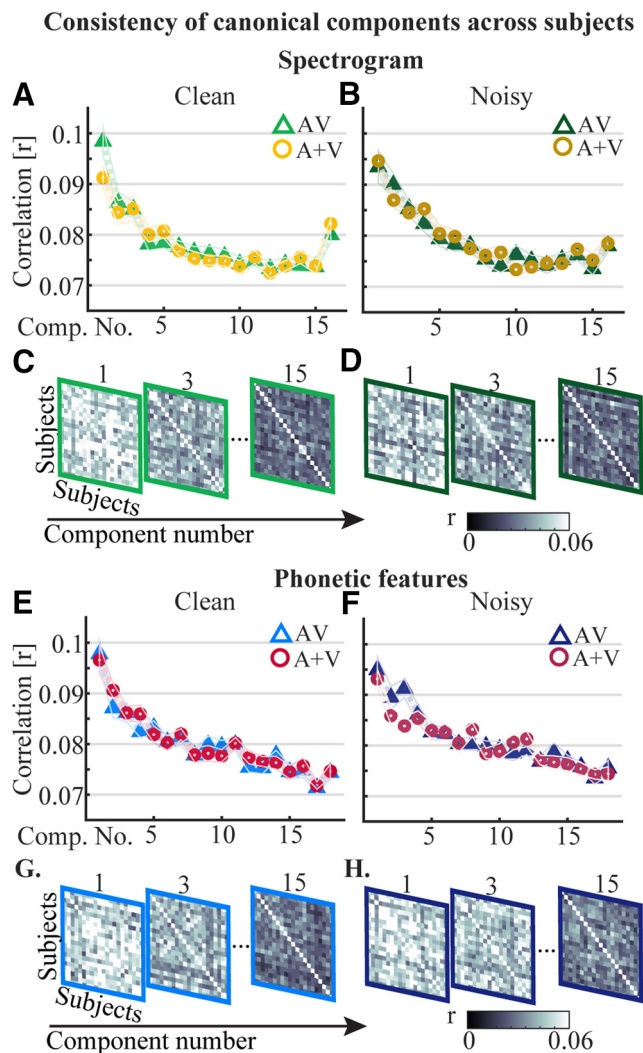 Consistency of canonical components across subjects
Spectrogram
A Clean B Noisy
AV
A+V
AV
A+V
Correlation [r]
0.1
0.09
0.08
0.07
Comp. No. 5 10 15 5 10 15
C 1 3 15 D 1 3 15
Subjects
... ...
Subjects
Component number
r
0 0.06
Phonetic features
E Clean F Noisy
AV
A+V
AV
A+V
Correlation [r]
0.1
0.09
0.08
0.07
Comp. No. 5 10 15 5 10 15
G. 1 3 15 H. 1 3 15
Subjects
... ...
Subjects
Component number
r
0 0.06